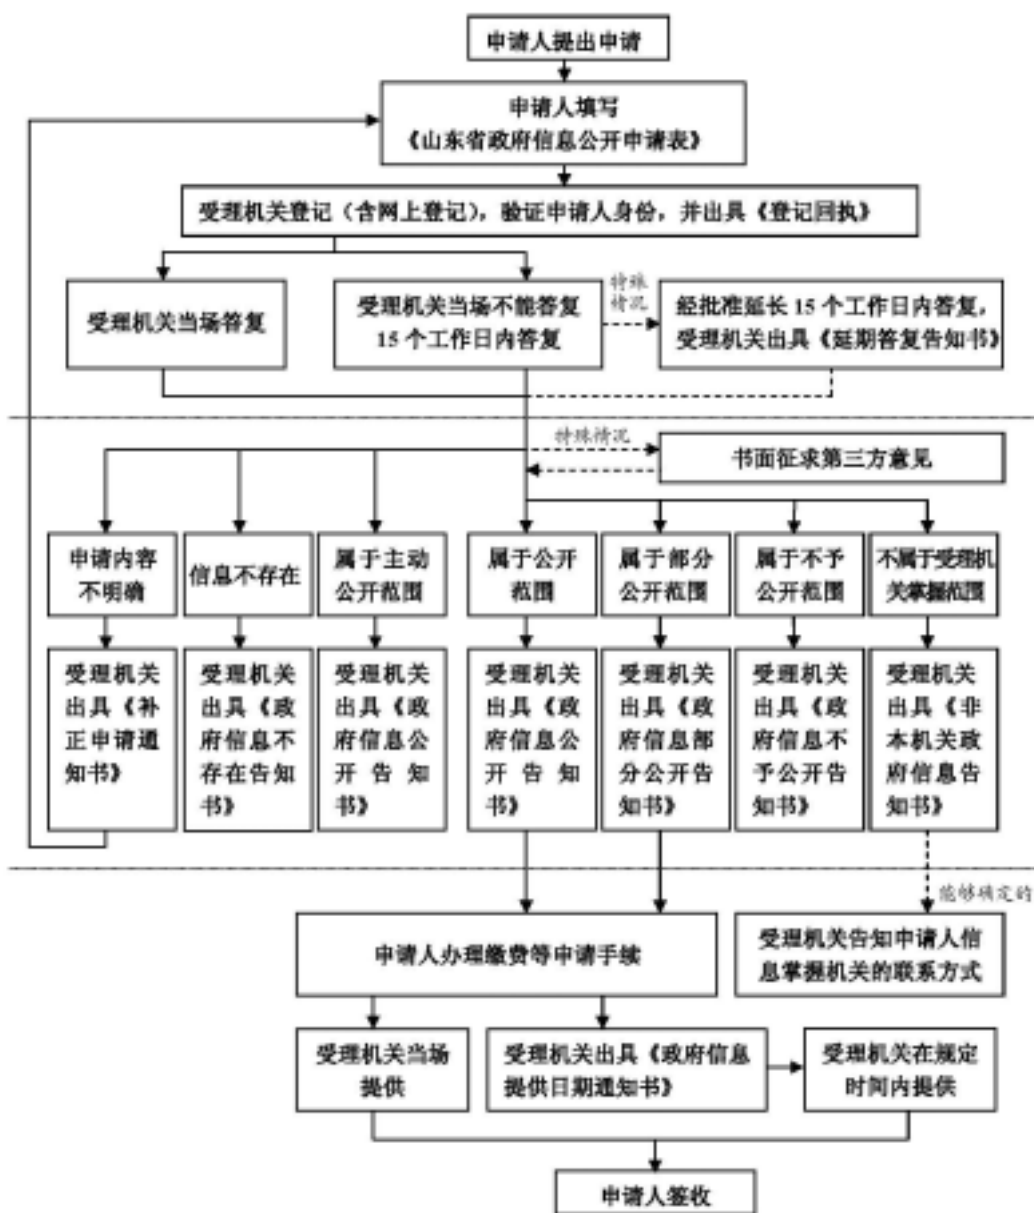 申请人提出申请
申请人填写
《山东省政府信息公开申请表》
受理机关登记（含网上登记），验证申请人身份，并出具《登记回执》
受理机关当场答复
受理机关当场不能答复
15个工作日内答复
特殊
情况
经批准延长15个工作日内答复，
受理机关出具《延期答复告知书》
特殊情况
书面征求第三方意见
申请内容
不明确
信息不存在
属于主动
公开范围
属于公开
范围
属于部分
公开范围
属于不予
公开范围
不属于受理机
关掌握范围
受理机关
出具《补
正申请通
知书》
受理机关
出具《政
府信息不
存在告知
书》
受理机关
出具《政
府信息公
开告知
书》
受理机关
出具《政
府信息公
开告知
书》
受理机关
出具《政
府信息部
分公开告
知书》
受理机关
出具《政
府信息不
予公开告
知书》
受理机关
出具《非
本机关政
府信息告
知书》
能够确定的
申请人办理缴费等申请手续
受理机关告知申请人信
息掌握机关的联系方式
受理机关当场
提供
受理机关出具《政府信息
提供日期通知书》
受理机关在规定
时间内提供
申请人签收